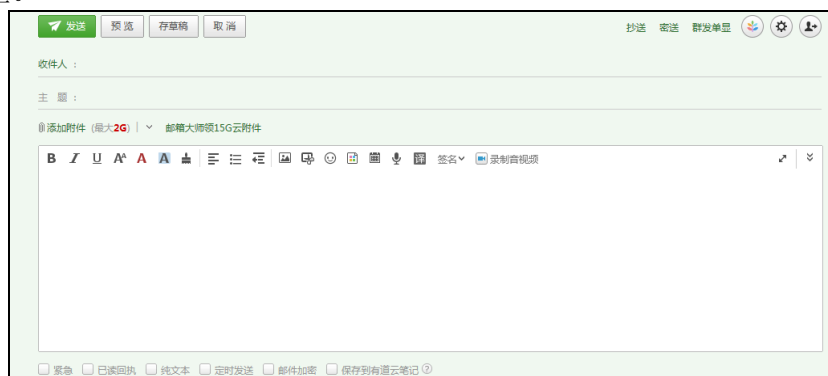 发送 预 览 存草稿 取 消 抄送 密送 群发单显
收件人 :
主 题 :
添加附件 (最大2G) 邮箱大师领15G云附件
B I U AA A A 译 签名 录制音视频
紧急 已读回执 纯文本 定时发送 邮件加密 保存到有道云笔记 ?